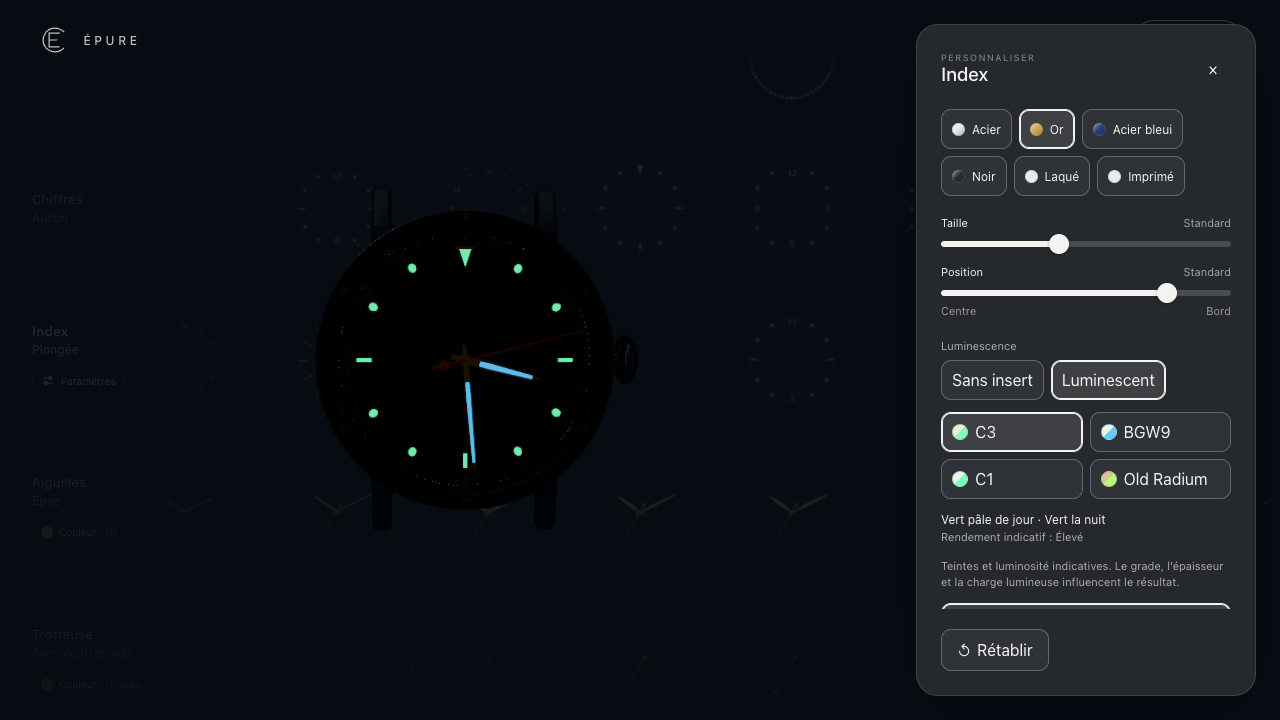 ÉPURE
Chiffres
Aucun
Index
Plongée
Paramètres
Aiguilles
Épée
Couleur Or
Trotteuse
Avec contrepoids
Couleur Orange
PERSONNALISER
Index
×
Acier
Or
Acier bleui
Noir
Laqué
Imprimé
Taille Standard
Position Standard
Centre Bord
Luminescence
Sans insert
Luminescent
C3
BGW9
C1
Old Radium
Vert pâle de jour · Vert la nuit
Rendement indicatif : Élevé
Teintes et luminosité indicatives. Le grade, l'épaisseur
et la charge lumineuse influencent le résultat.
Rétablir